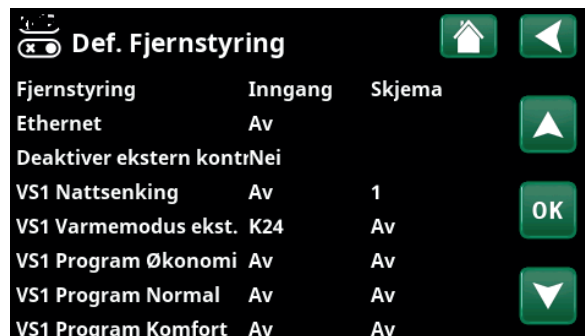 Def. Fjernstyring
Fjernstyring Inngang Skjema
Ethernet Av
Deaktiver ekstern kontrNei
VS1 Nattsenking Av 1
OK
VS1 Varmemodus ekst. K24 Av
VS1 Program Økonomi Av Av
VS1 Program Normal Av Av
VS1 Program Komfort Av Av